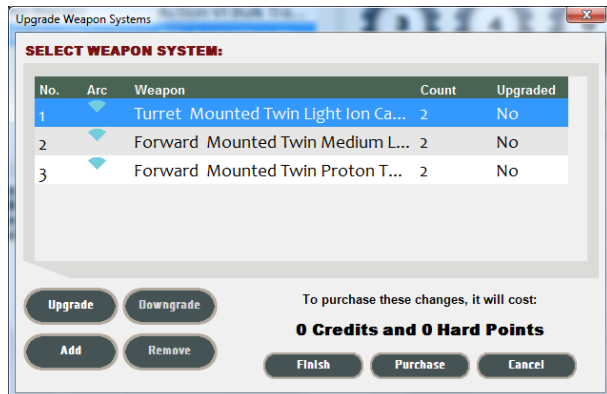 Upgrade Weapon Systems
3 4
SELECT WEAPON SYSTEM:
No. Arc Weapon Count Upgraded
1 Turret Mounted Twin Light Ion Ca... 2 No
2 Forward Mounted Twin Medium L... 2 No
3 Forward Mounted Twin Proton T... 2 No
Upgrade Downgrade
To purchase these changes, it will cost:
0 Credits and 0 Hard Points
Add Remove
Finish Purchase Cancel